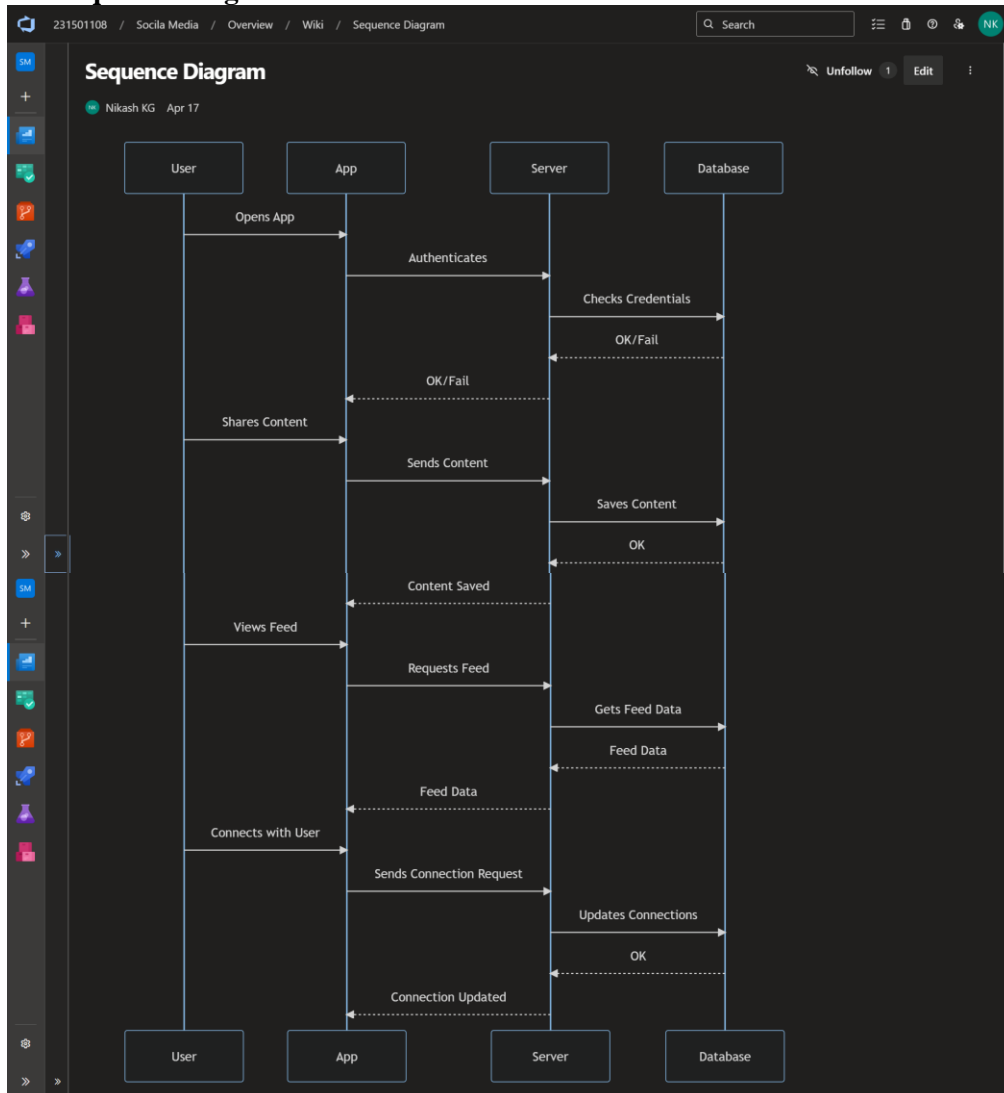 231501108 / Socila Media / Overview / Wiki / Sequence Diagram
Search
NK
SM
Sequence Diagram
Unfollow 1 Edit
NK Nikash KG Apr 17
User App Server Database
Opens App
Authenticates
Checks Credentials
OK/Fail
OK/Fail
Shares Content
Sends Content
Saves Content
OK
SM
Content Saved
Views Feed
Requests Feed
Gets Feed Data
Feed Data
Feed Data
Connects with User
Sends Connection Request
Updates Connections
OK
Connection Updated
User App Server Database